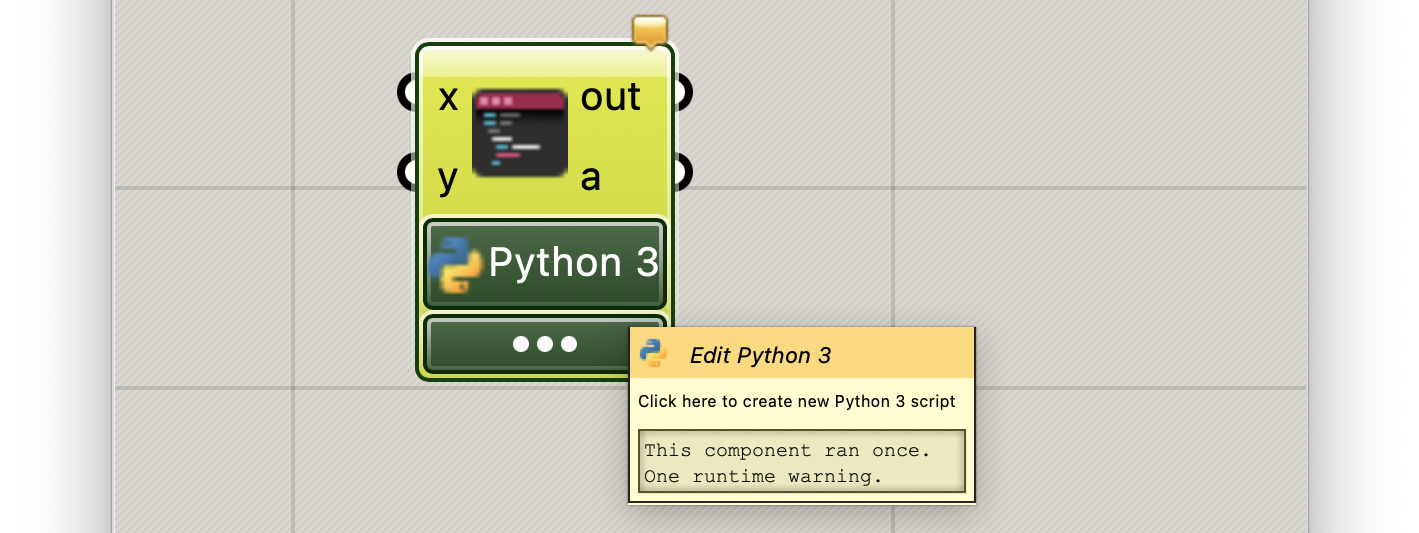 x out
y a
Python 3
Edit Python 3
Click here to create new Python 3 script
This component ran once.
One runtime warning.